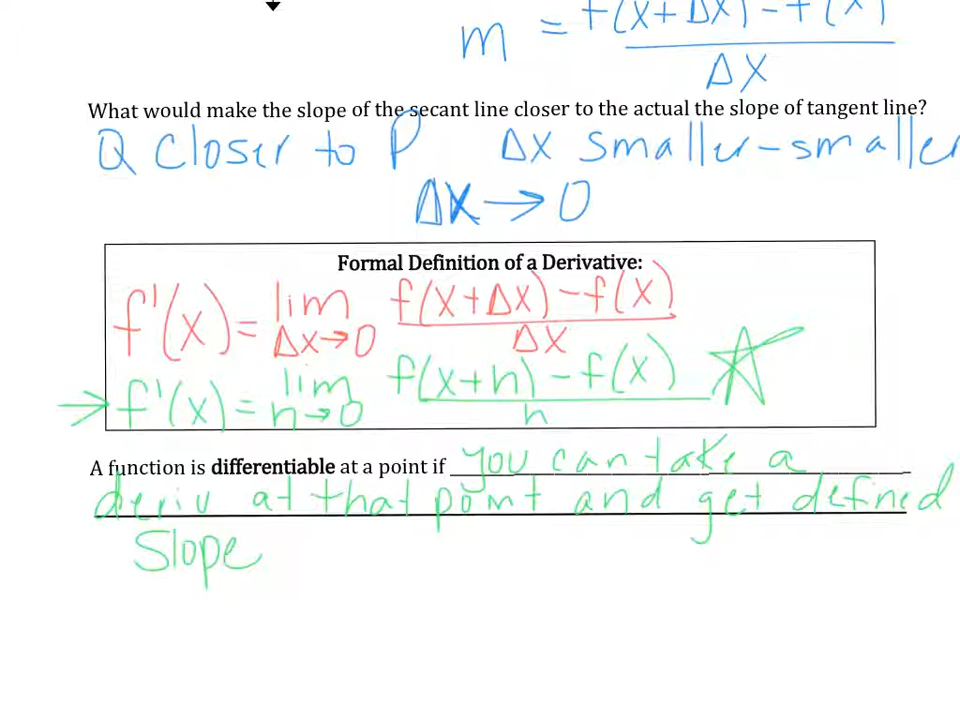 m = f(x+Δx) - f(x)
Δx
What would make the slope of the secant line closer to the actual the slope of tangent line?
Q closer to P Δx smaller-smaller
Δx → 0
Formal Definition of a Derivative:
f'(x) = lim Δx→0 f(x+Δx) - f(x) / Δx
→ f'(x) = lim h→0 f(x+h) - f(x) / h
A function is differentiable at a point if you can take a
deriv at that point and get defined
Slope